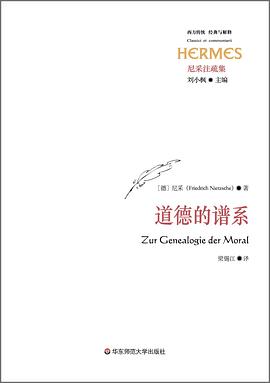 西方传统 经典与解释
Classici et commentarii
HERMES
尼采注疏集
刘小枫 ● 主编
[德] 尼采 (Friedrich Nietzsche) ● 著
道德的谱系
Zur Genealogie der Moral
梁锡江 ● 译
华东师范大学出版社